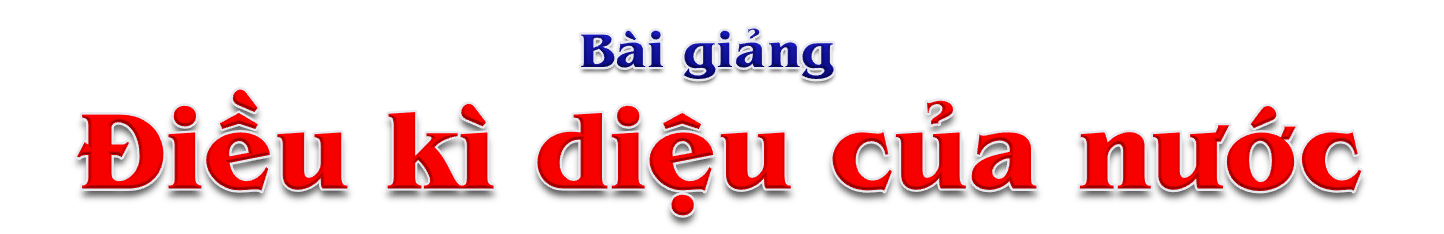 Bài giảng
Điều kì diệu của nước